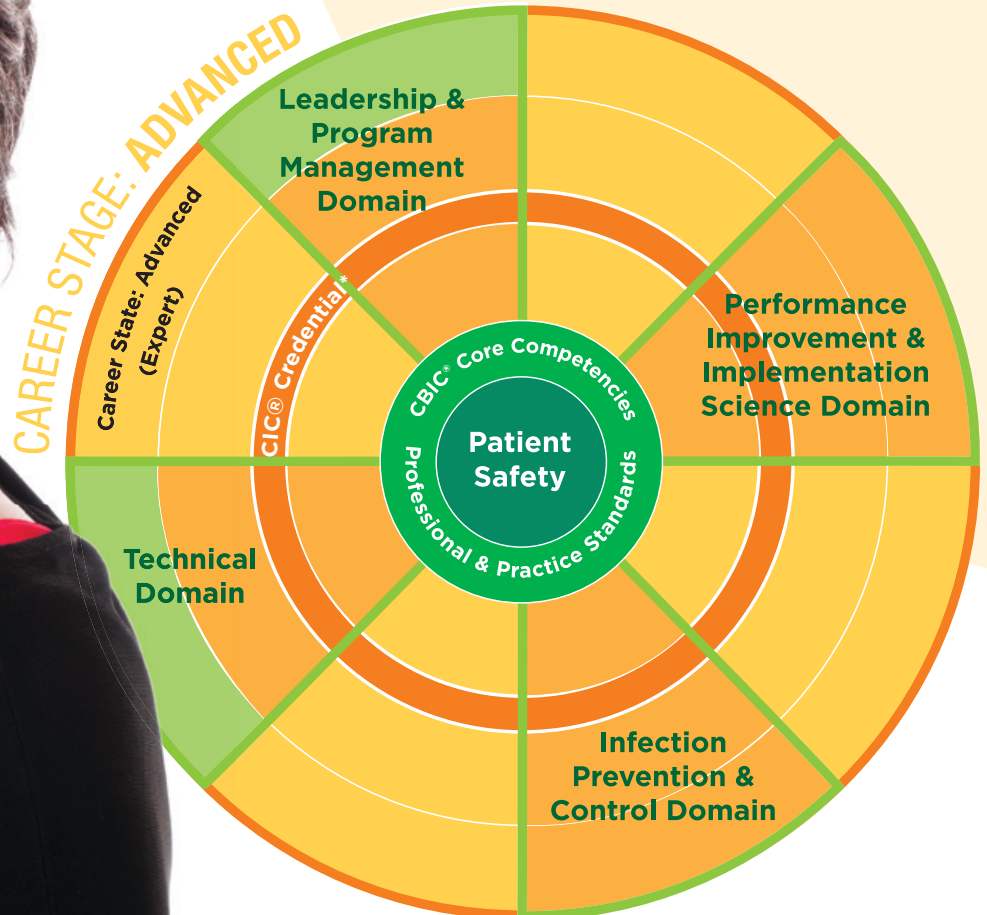 CAREER STAGE: ADVANCED
Leadership &
Program
Management
Domain
Career State: Advanced
(Expert)
CIC® Credential*
Performance
Improvement &
Implementation
Science Domain
CBIC® Core Competencies
Patient
Safety
Professional & Practice Standards
Technical
Domain
Infection
Prevention &
Control Domain